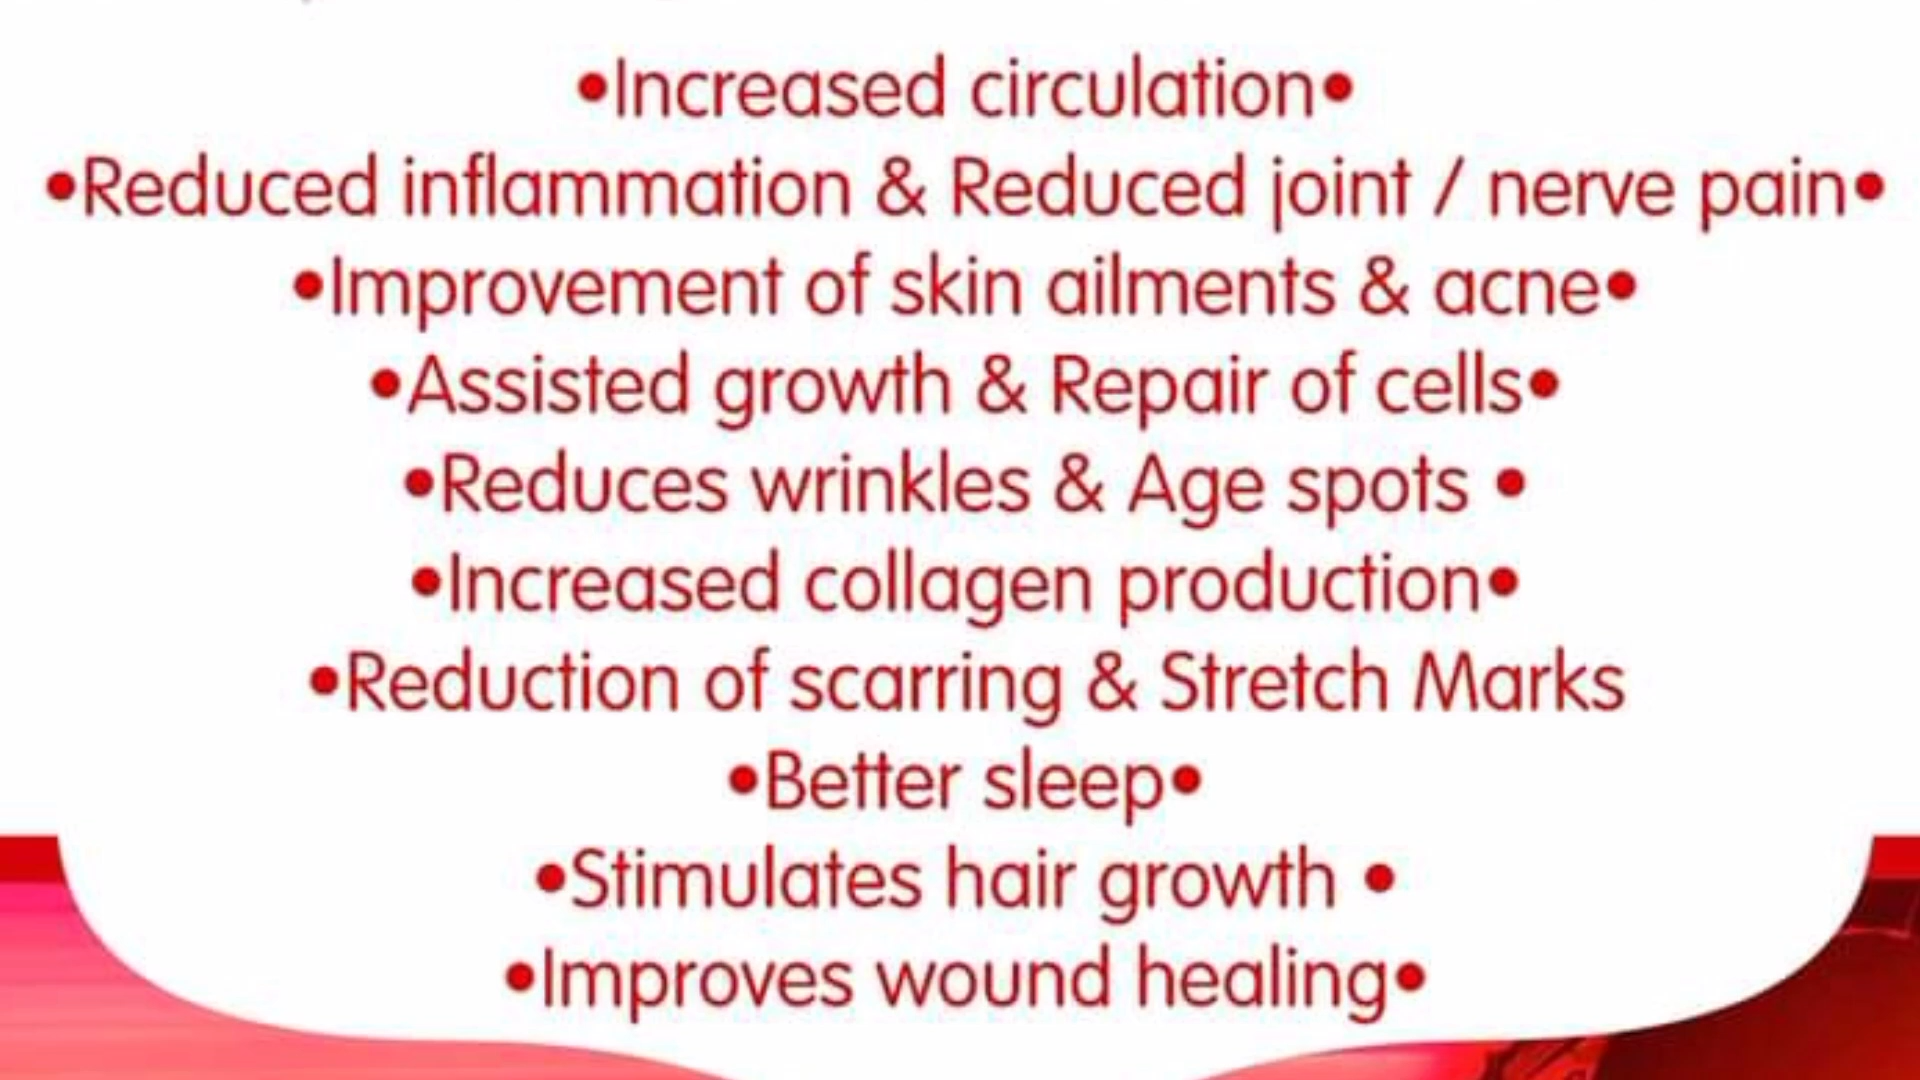 •Increased circulation•
•Reduced inflammation & Reduced joint / nerve pain•
•Improvement of skin ailments & acne•
•Assisted growth & Repair of cells•
•Reduces wrinkles & Age spots •
•Increased collagen production•
•Reduction of scarring & Stretch Marks
•Better sleep•
•Stimulates hair growth •
•Improves wound healing•